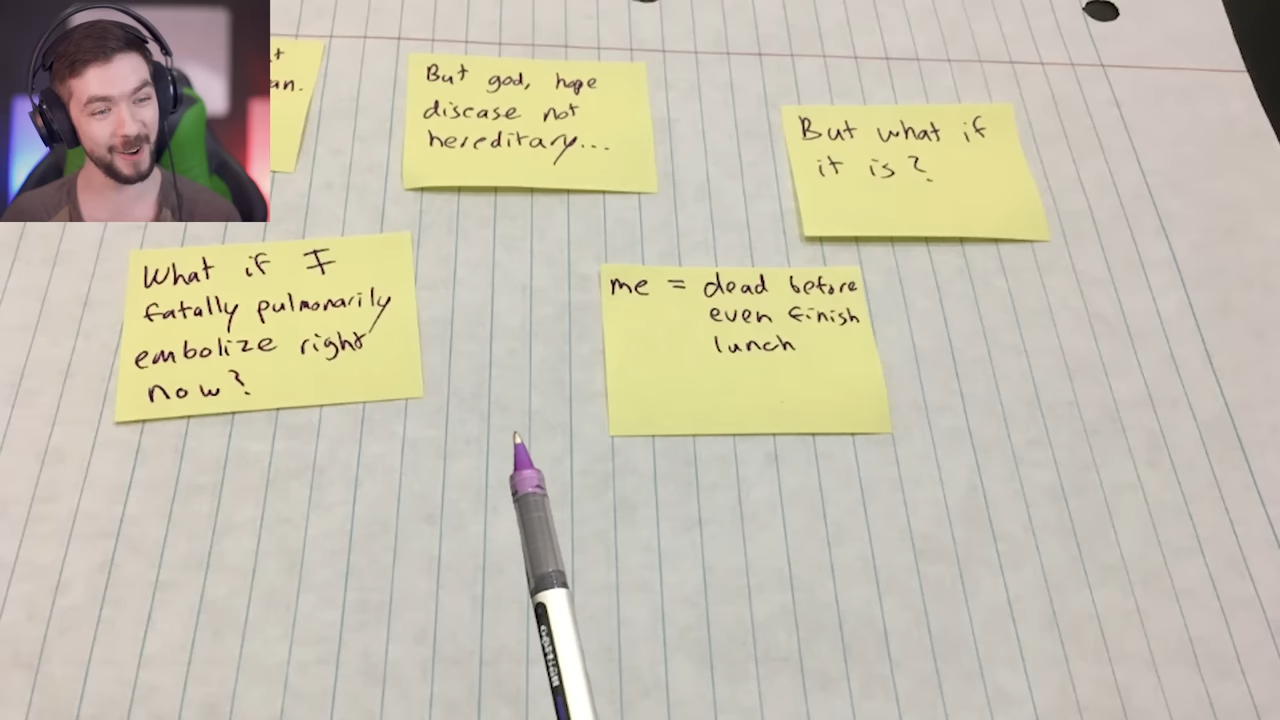 t
an.
But god, hope
disease not
hereditary...
But what if
it is?
What if I
fatally pulmonarily
embolize right
now?
me = dead before
even finish
lunch